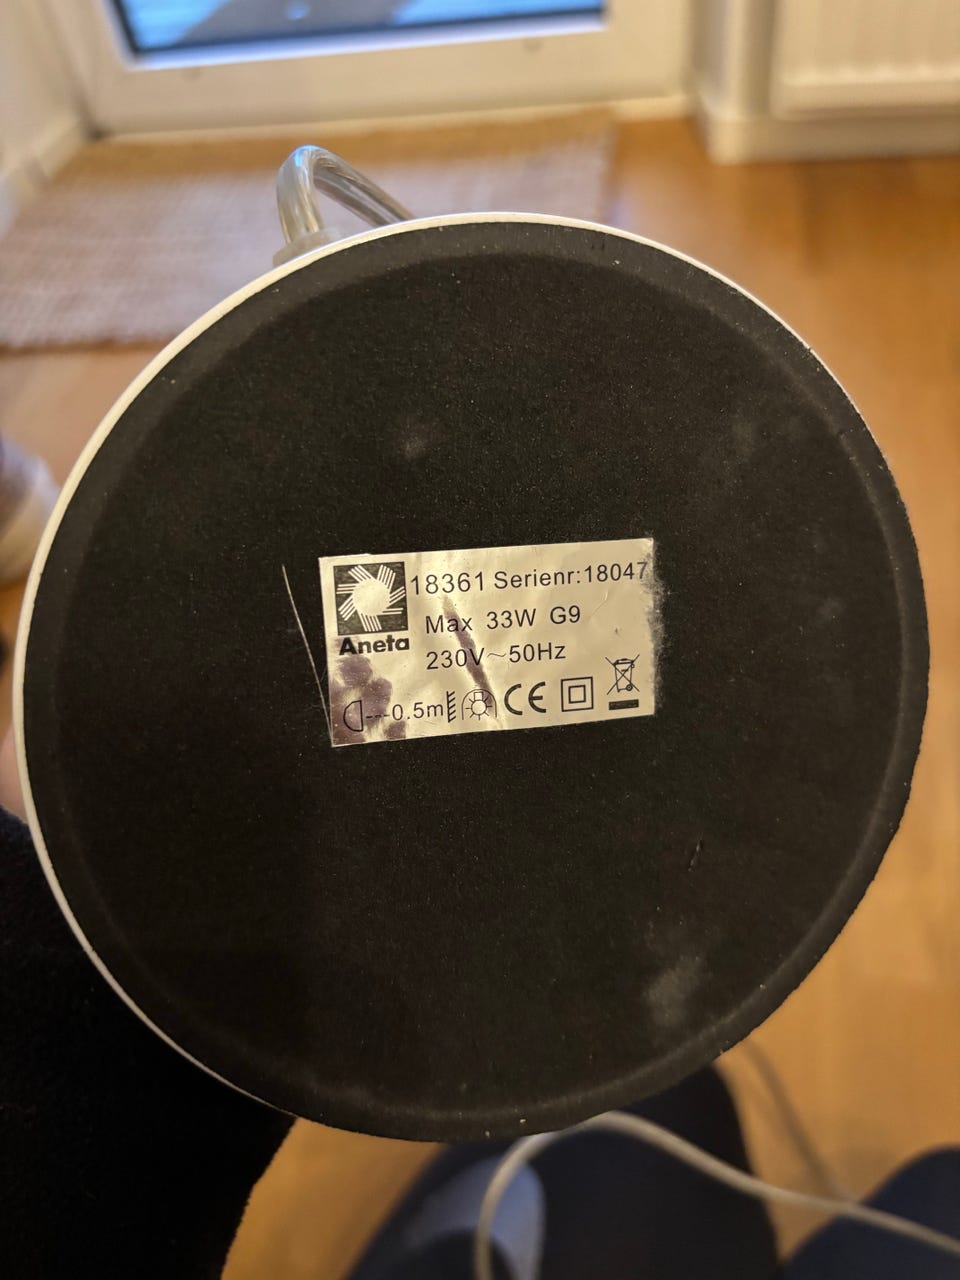 18361 Serienr:18047
Max 33W G9
Aneta
230V~50Hz
---0.5m CE